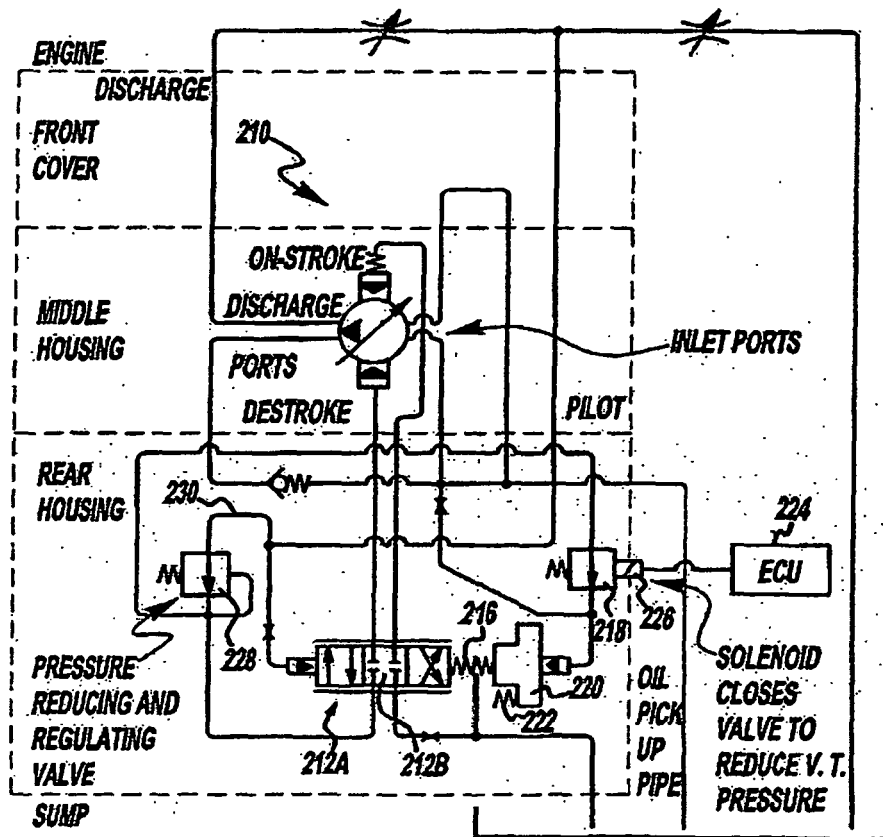 ENGINE
DISCHARGE
FRONT
COVER
210
ON-STROKE
DISCHARGE
MIDDLE
HOUSING
INLET PORTS
PORTS
DESTROKE
PILOT
REAR
HOUSING
230
224
ECU
216
218
226
228
220
222
PRESSURE
REDUCING AND
REGULATING
VALVE
212A
212B
OIL
PICK
UP
PIPE
SOLENOID
CLOSES
VALVE TO
REDUCE V. T.
PRESSURE
SUMP